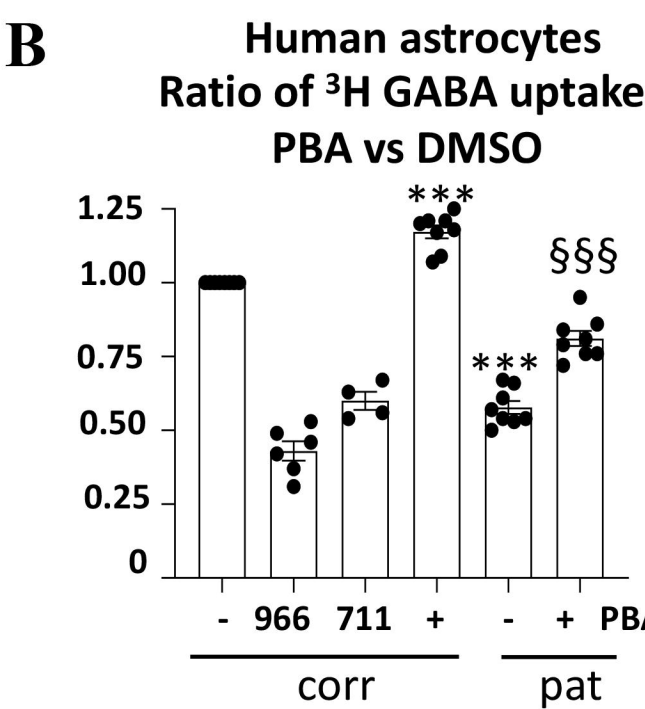 B
Human astrocytes
Ratio of ³H GABA uptake
PBA vs DMSO
***
1.25
§§§
1.00
***
0.75
0.50
0.25
0
- 966 711 + - + PBA
corr pat